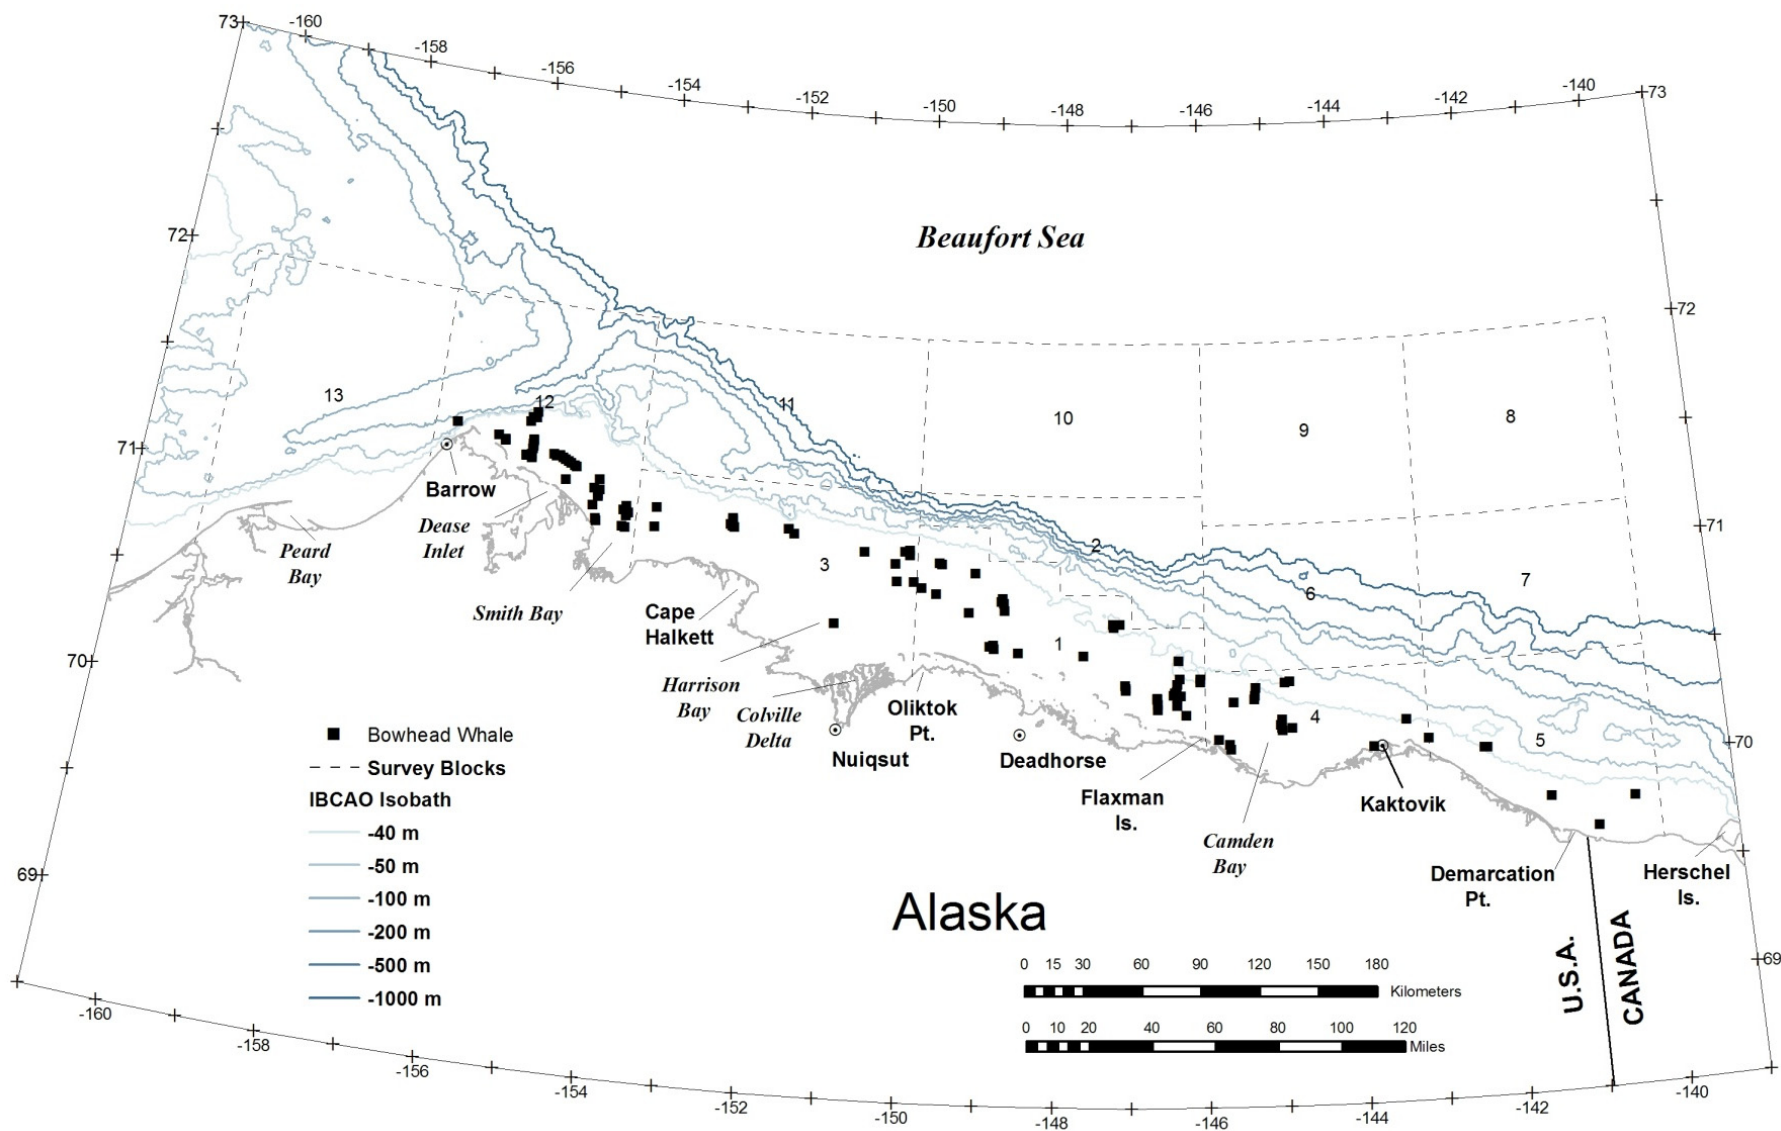 73
-160
-158
-156
-154
-152
-150
-148
-146
-144
-142
-140
73
72
Beaufort Sea
72
13
12
11
10
9
8
71
Barrow
Dease
Inlet
Peard
Bay
Smith Bay
3
2
6
7
71
Cape
Halkett
1
70
Harrison
Bay
Colville
Delta
Oliktok
Pt.
4
5
70
Nuiqsut
Deadhorse
Flaxman
Is.
Kaktovik
Camden
Bay
Demarcation
Pt.
Herschel
Is.
Bowhead Whale
Survey Blocks
IBCAO Isobath
-40 m
-50 m
-100 m
-200 m
-500 m
-1000 m
69
Alaska
U.S.A.
CANADA
69
0 15 30 60 90 120 150 180
Kilometers
0 10 20 40 60 80 100 120
Miles
-160
-158
-156
-154
-152
-150
-148
-146
-144
-142
-140